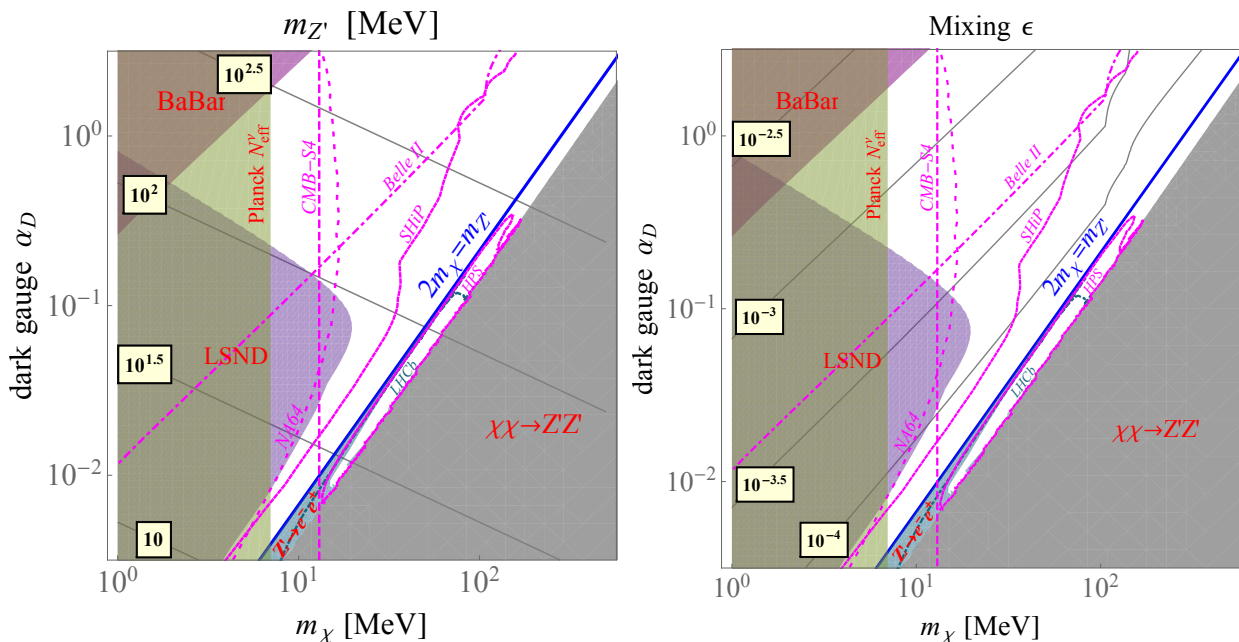 m_Z' [MeV]
10^2.5
BaBar
10^0
Planck N_eff^ν
CMB-S4
Belle II
10^2
SHiP
2m_χ=m_Z'
HPS
10^-1
dark gauge α_D
LSND
10^1.5
LHCb
NA64
χχ→Z'Z'
10^-2
Z'→e^-e^+
10
10^0
10^1
10^2
m_χ [MeV]
Mixing ϵ
BaBar
10^0
10^-2.5
Planck N_eff^ν
CMB-S4
Belle II
SHiP
2m_χ=m_Z'
HPS
10^-1
10^-3
dark gauge α_D
LSND
LHCb
NA64
χχ→Z'Z'
10^-2
10^-3.5
Z'→e^-e^+
10^-4
10^0
10^1
10^2
m_χ [MeV]